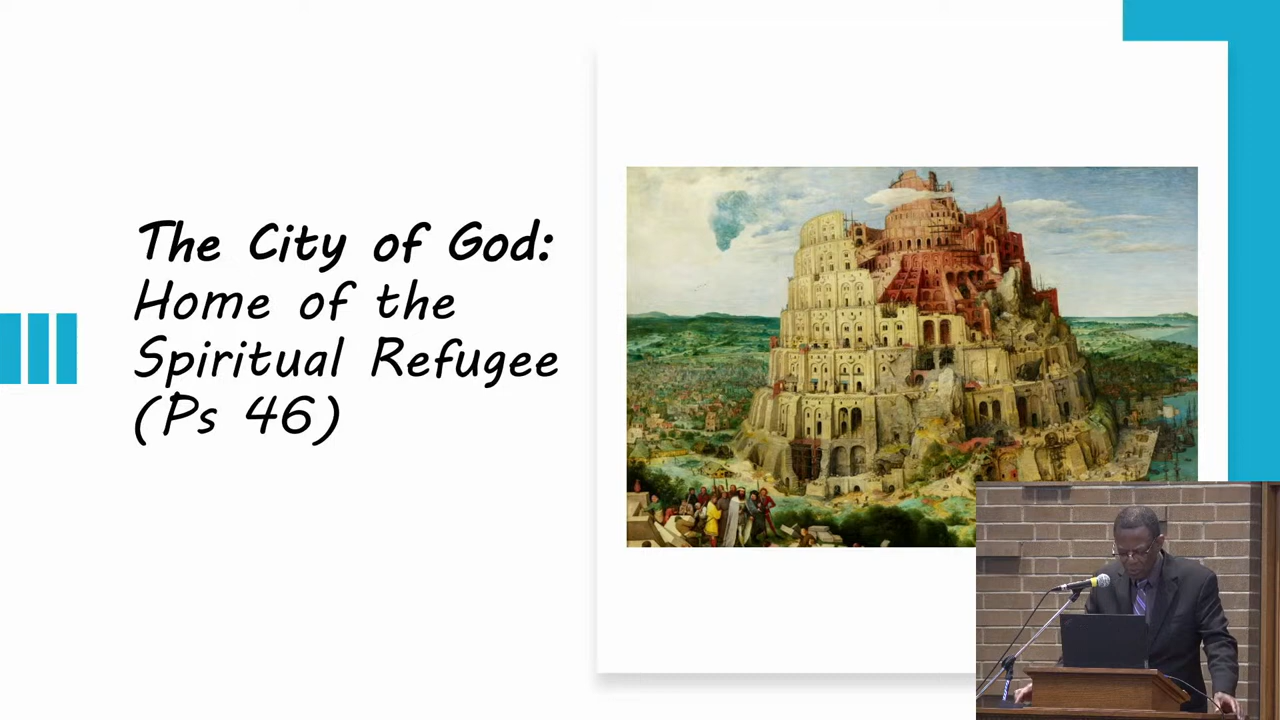 The City of God:
Home of the
Spiritual Refugee
(Ps 46)